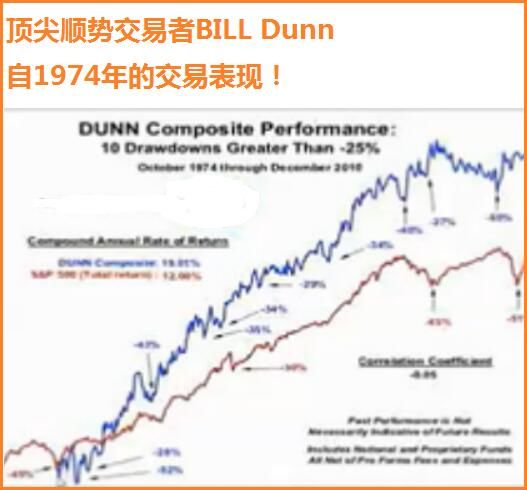 顶尖顺势交易者BILL Dunn
自1974年的交易表现！
DUNN Composite Performance:
10 Drawdowns Greater Than -25%
October 1974 through December 2010
Compound Annual Rate of Return
DUNN Composite: 19.01%
S&P 500 (Total return) : 12.00%
-40%
-27%
-60%
-34%
-29%
-34%
-35%
-43%
-30%
-45%
-51
Correlation Coefficient
-0.05
-45%
-28%
-52%
Past Performance is Not
Necessarily Indicative of Future Results
Includes Notional and Proprietary Funds
All Net of Pro Forma Fees and Expenses